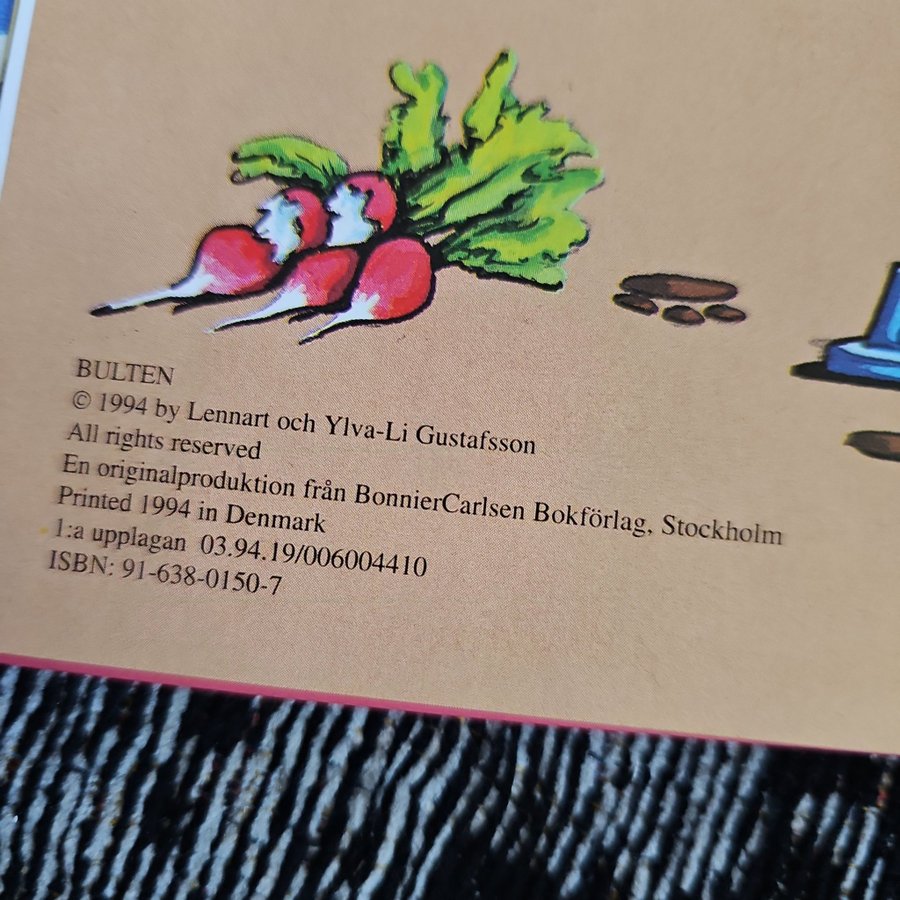 BULTEN
© 1994 by Lennart och Ylva-Li Gustafsson
All rights reserved
En originalproduktion från BonnierCarlsen Bokförlag, Stockholm
Printed 1994 in Denmark
1:a upplagan 03.94.19/006004410
ISBN: 91-638-0150-7